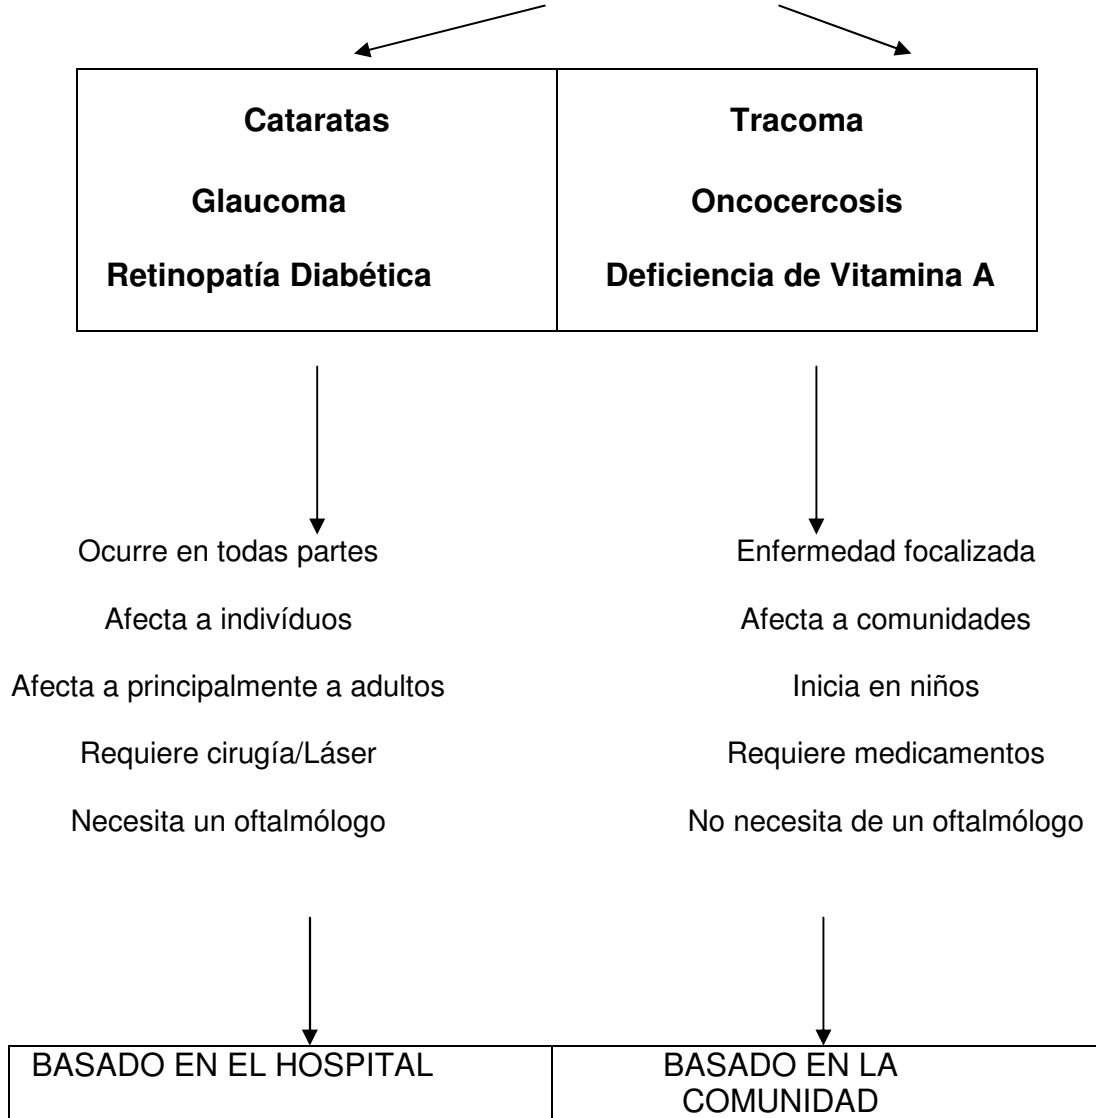 Cataratas
Glaucoma
Retinopatía Diabética
Tracoma
Oncocercosis
Deficiencia de Vitamina A
Ocurre en todas partes
Afecta a indivíduos
Afecta a principalmente a adultos
Requiere cirugía/Láser
Necesita un oftalmólogo
Enfermedad focalizada
Afecta a comunidades
Inicia en niños
Requiere medicamentos
No necesita de un oftalmólogo
BASADO EN EL HOSPITAL
BASADO EN LA
COMUNIDAD